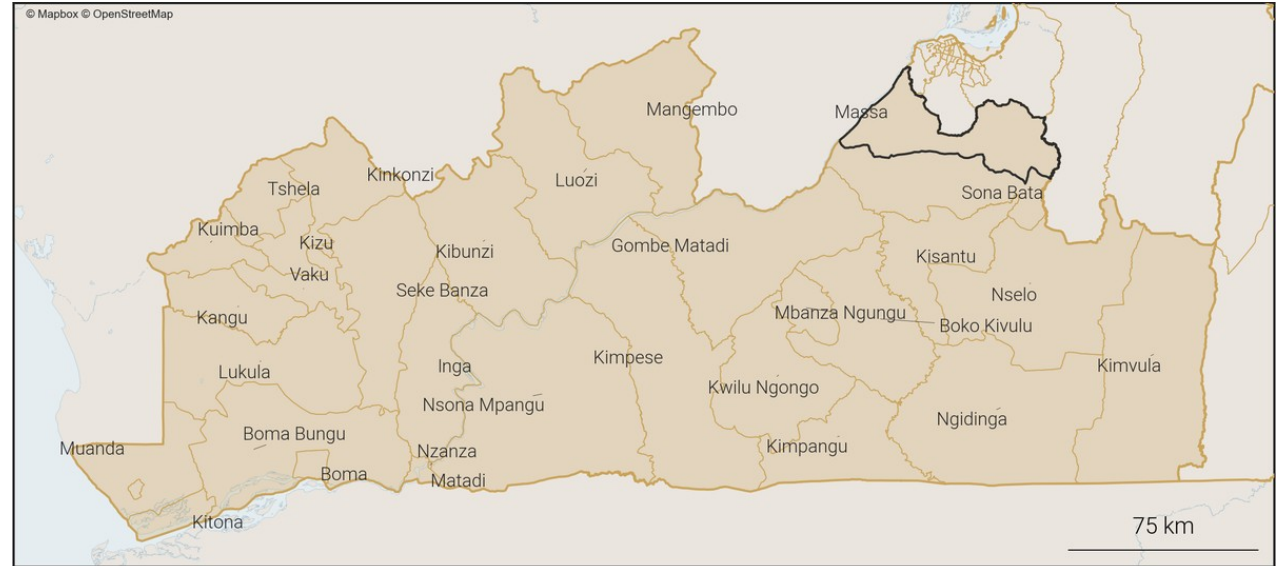 © Mapbox © OpenStreetMap
Mangembo
Massa
Kinkonzi
Luozi
Tshela
Sona Bata
Kuimba
Kizu
Gombe Matadi
Kibunzi
Kisantu
Vaku
Seke Banza
Nselo
Kangu
Mbanza Ngungu
Boko Kivulu
Kimpese
Inga
Kimvula
Lukula
Kwilu Ngongo
Nsona Mpangu
Ngidinga
Boma Bungu
Muanda
Kimpangu
Nzanza
Boma
Matadi
Kitona
75 km